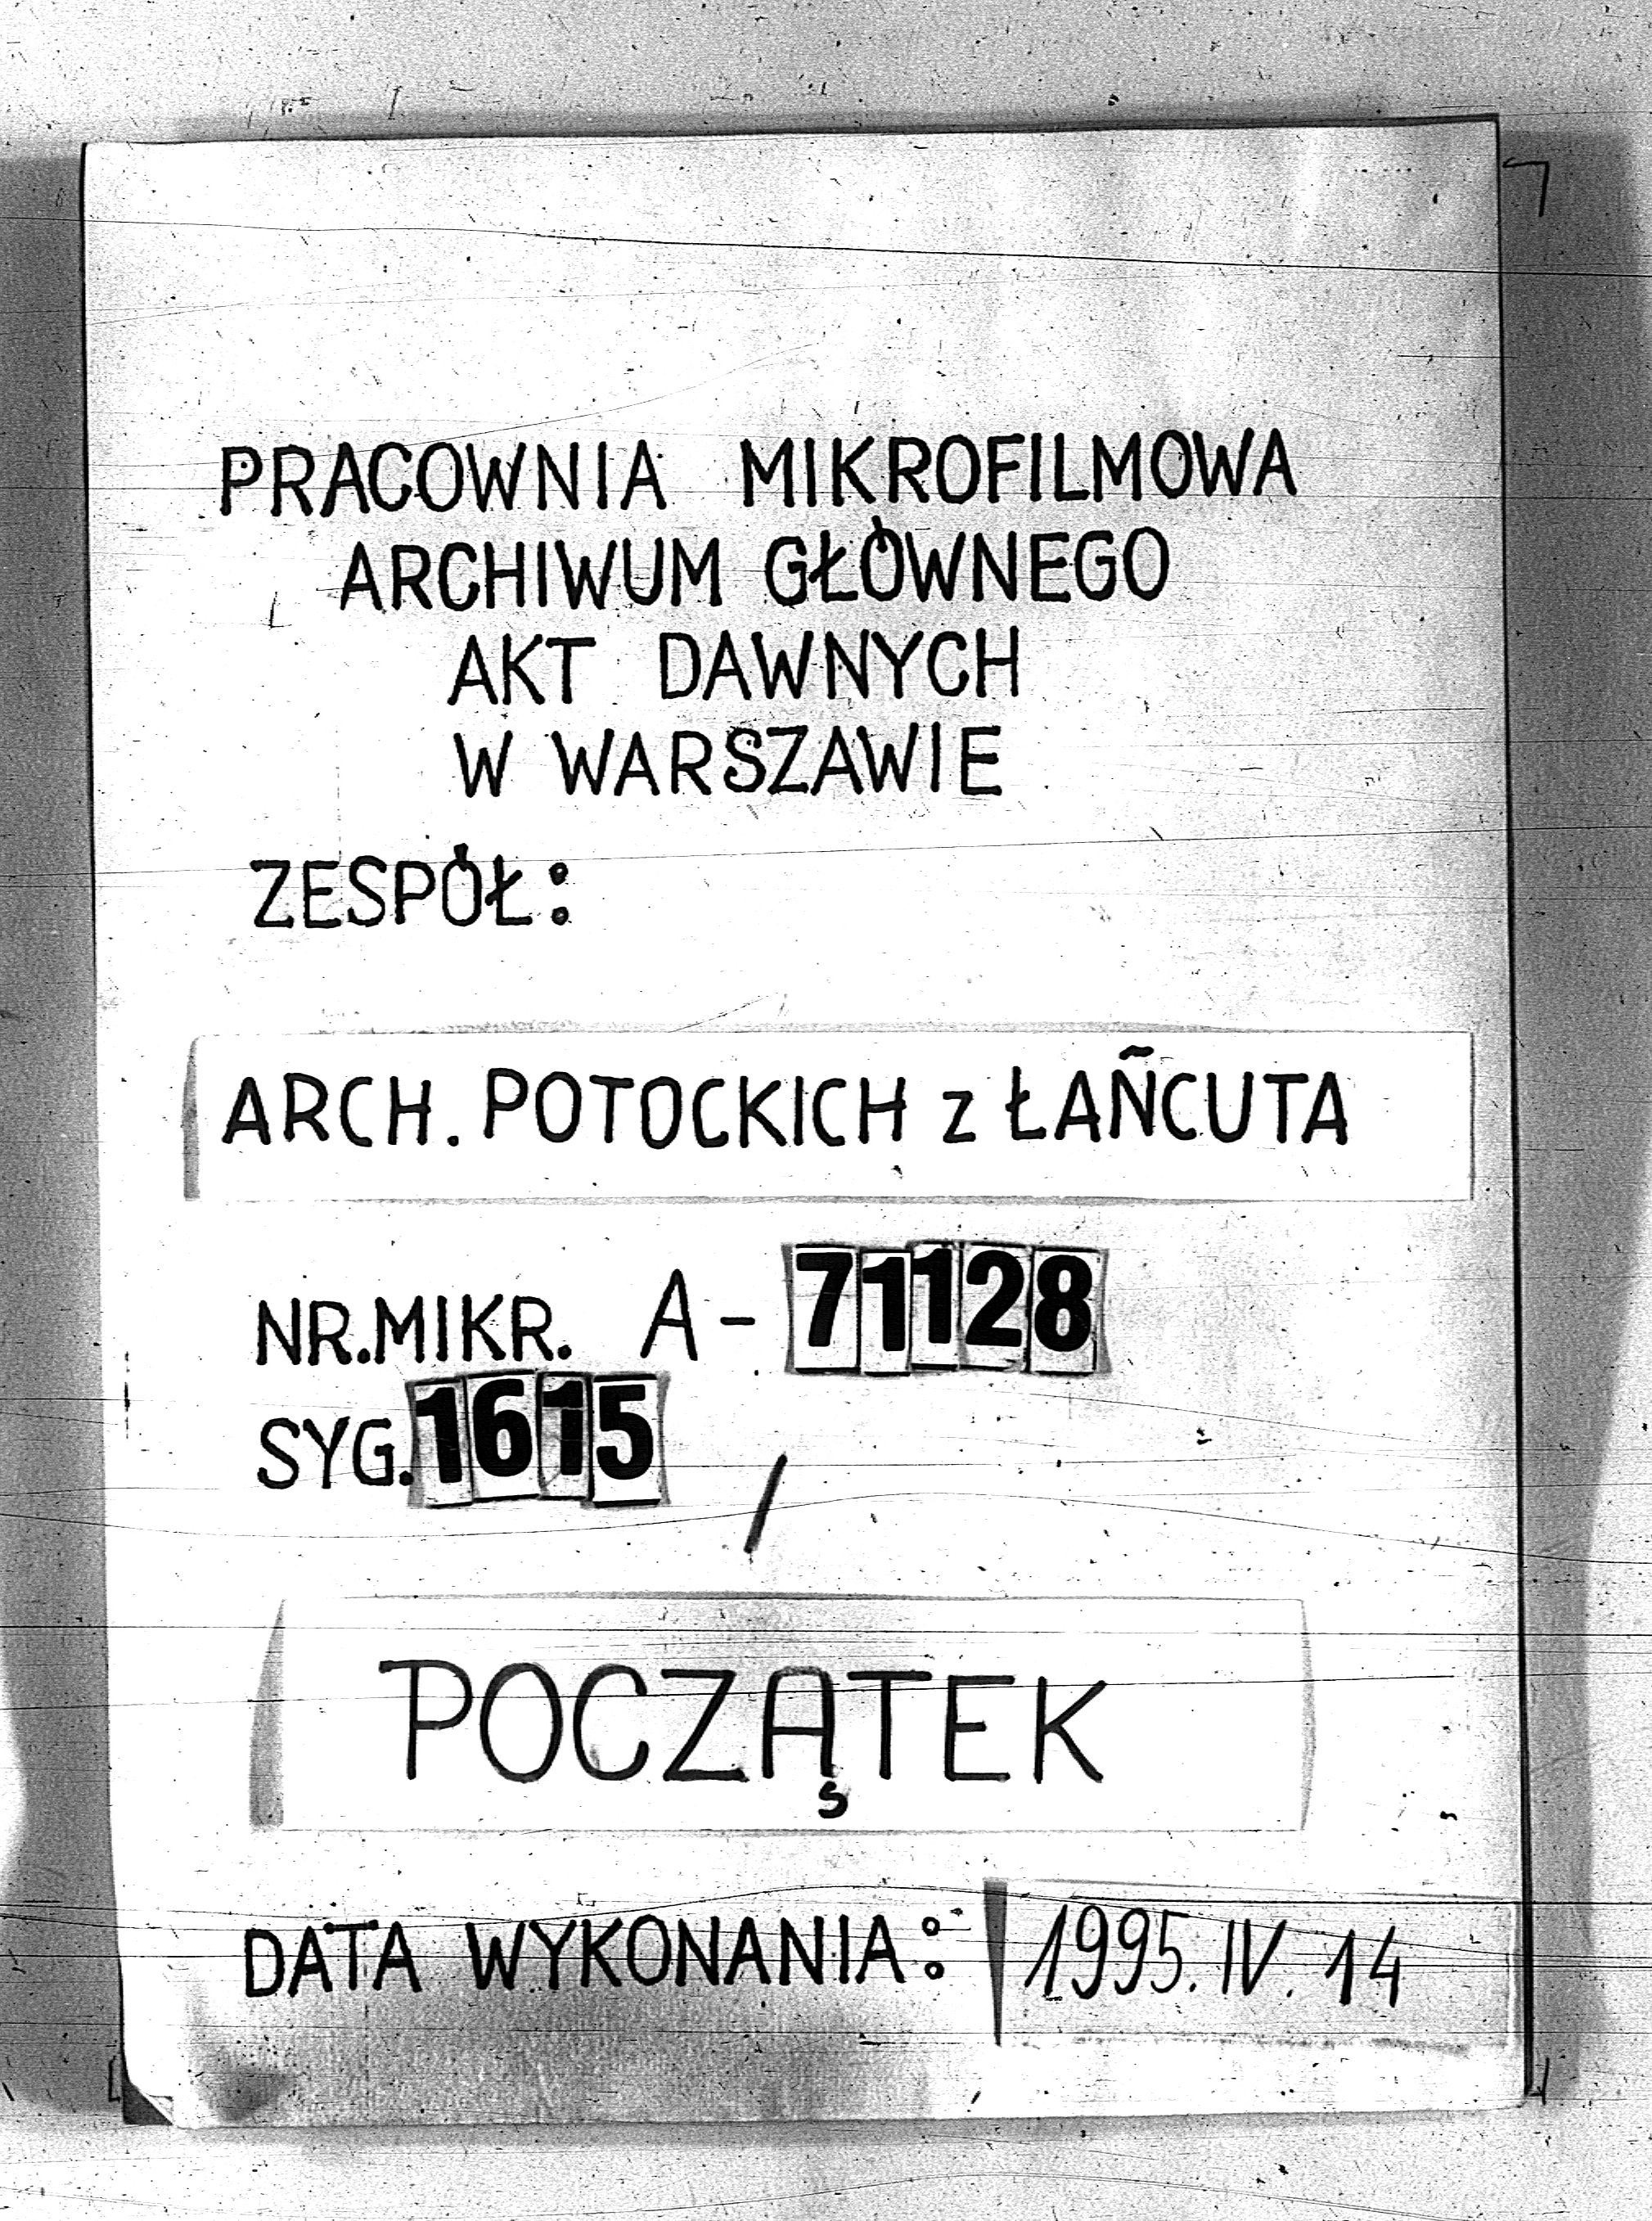 PRACOWNIA MIKROFILMOWA
ARCHIWUM GŁÓWNEGO
AKT DAWNYCH
W WARSZAWIE
ZESPÓŁ:
ARCH. POTOCKICH z ŁAŃCUTA
NR.MIKR. A-71128
SYG.1615 /
POCZĄTEK
DATA WYKONANIA: 1995.IV.14